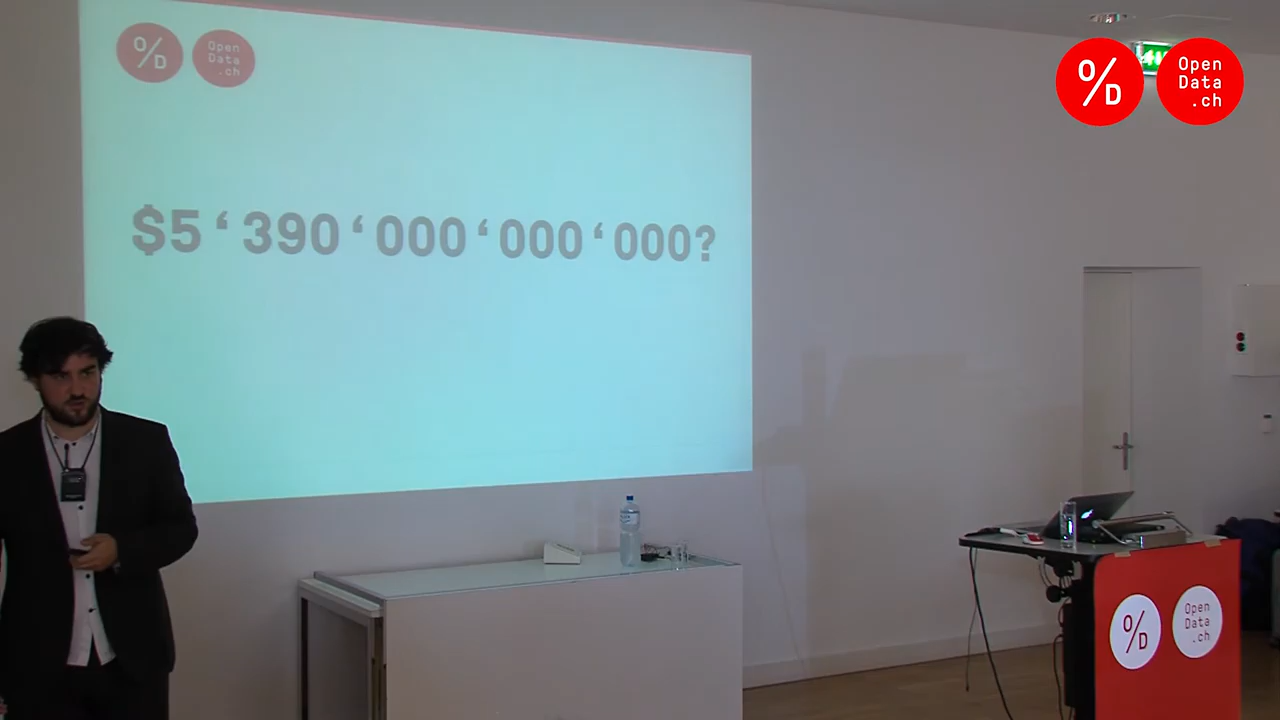 O/D
Open
Data
.ch
$5‘390‘000‘000‘000?
O/D
Open
Data
.ch
O/D
Open
Data
.ch